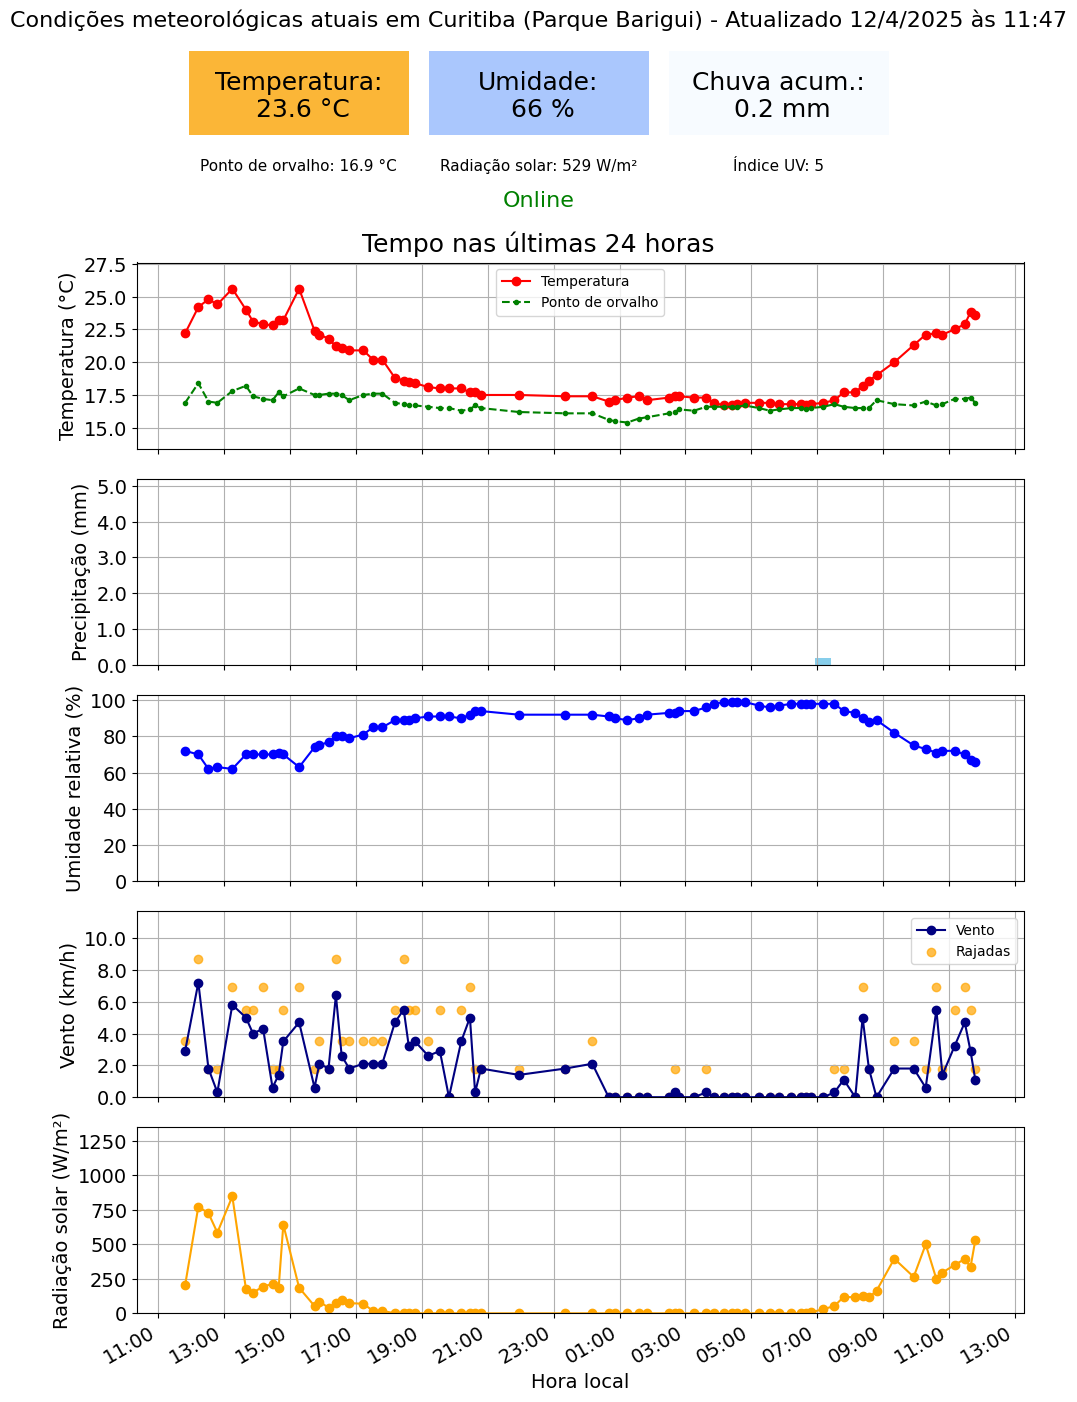 Condições meteorológicas atuais em Curitiba (Parque Barigui) - Atualizado 12/4/2025 às 11:47
Temperatura:
23.6 °C
Umidade:
66 %
Chuva acum.:
0.2 mm
Ponto de orvalho: 16.9 °C
Radiação solar: 529 W/m²
Índice UV: 5
Online
Tempo nas últimas 24 horas
Temperatura (°C)
27.5
25.0
22.5
20.0
17.5
15.0
Temperatura
Ponto de orvalho
Precipitação (mm)
5.0
4.0
3.0
2.0
1.0
0.0
Umidade relativa (%)
100
80
60
40
20
0
Vento (km/h)
10.0
8.0
6.0
4.0
2.0
0.0
Vento
Rajadas
Radiação solar (W/m²)
1250
1000
750
500
250
0
11:00
13:00
15:00
17:00
19:00
21:00
23:00
01:00
03:00
05:00
07:00
09:00
11:00
13:00
Hora local